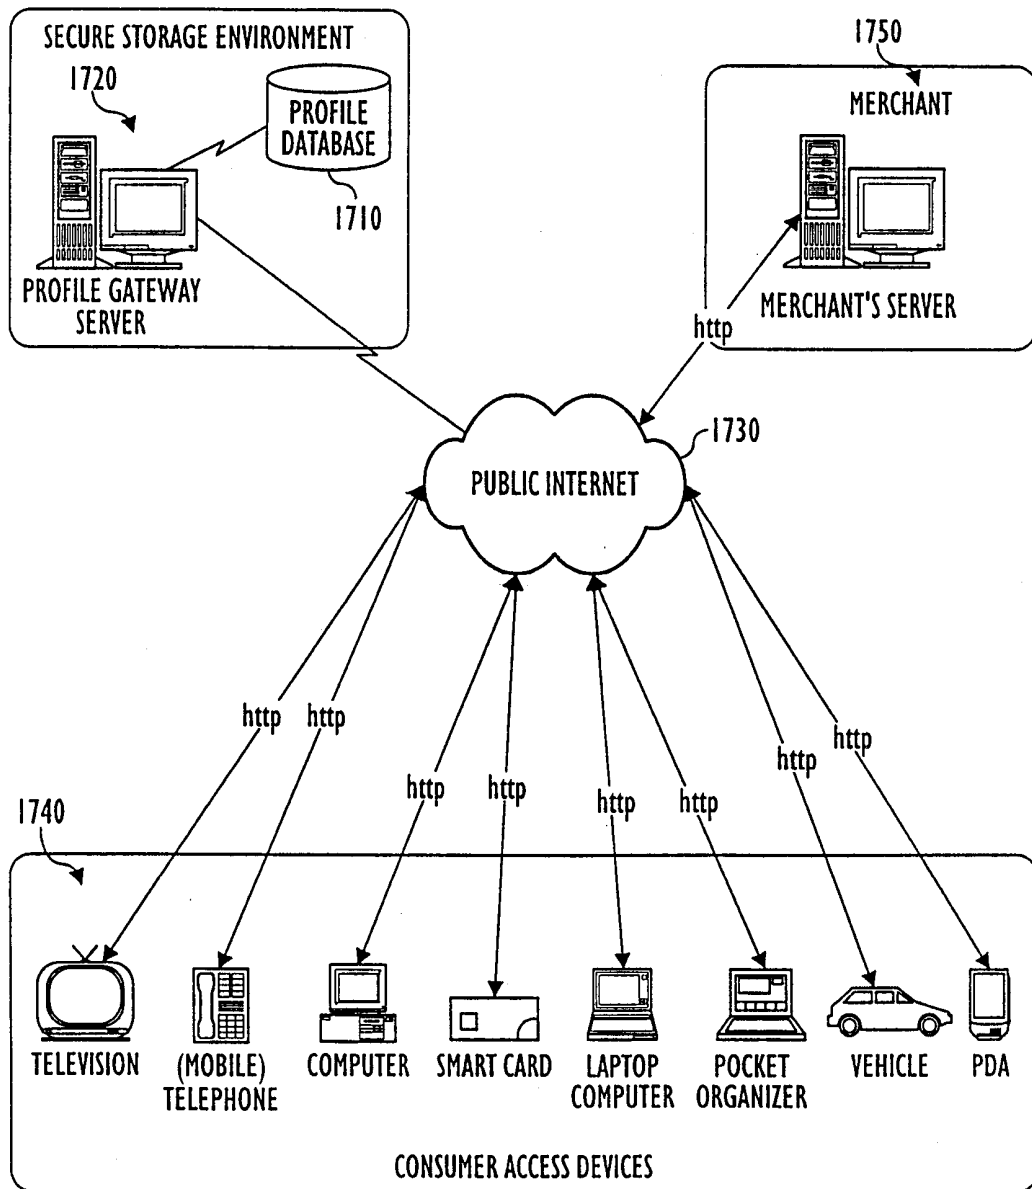 SECURE STORAGE ENVIRONMENT
1720
PROFILE
DATABASE
1710
PROFILE GATEWAY
SERVER
1750
MERCHANT
MERCHANT'S SERVER
http
1730
PUBLIC INTERNET
http
http
http
http
http
http
http
http
1740
TELEVISION
(MOBILE)
TELEPHONE
COMPUTER
SMART CARD
LAPTOP
COMPUTER
POCKET
ORGANIZER
VEHICLE
PDA
CONSUMER ACCESS DEVICES